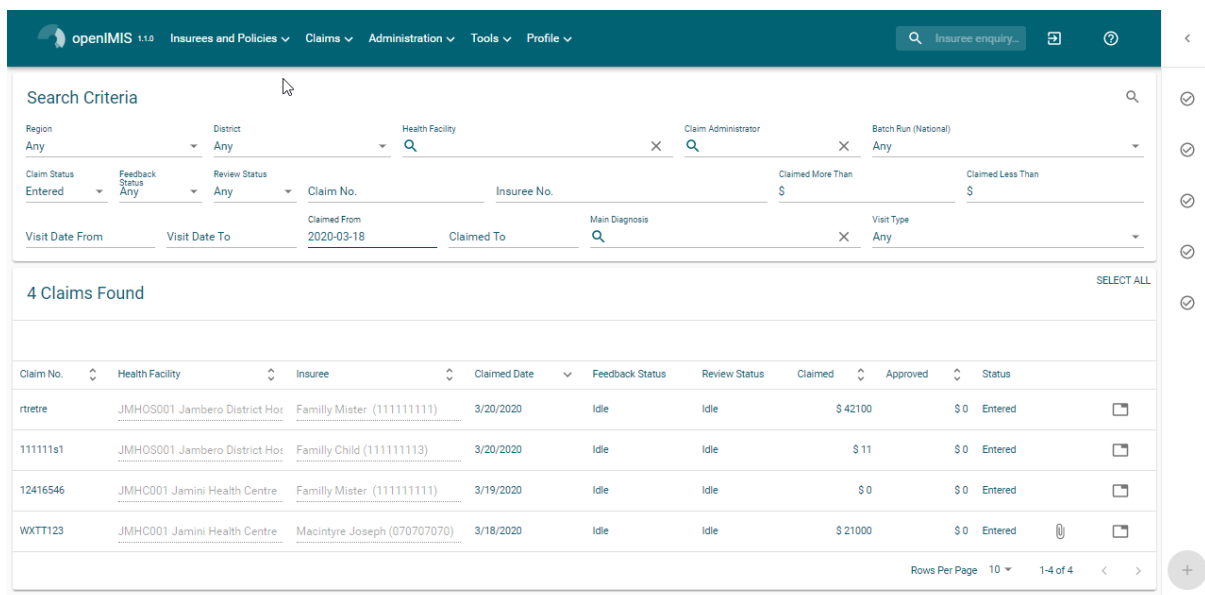 openIMIS 1.1.0 Insurees and Policies Claims Administration Tools Profile Insuree enquiry...
Search Criteria
Region District Health Facility Claim Administrator Batch Run (National)
Any Any Any
Claim Status Feedback Status Review Status Claimed More Than Claimed Less Than
Entered Any Any Claim No. Insuree No. $ $
Claimed From Main Diagnosis Visit Type
Visit Date From Visit Date To 2020-03-18 Claimed To Any
SELECT ALL
4 Claims Found
Claim No. Health Facility Insuree Claimed Date Feedback Status Review Status Claimed Approved Status
rtretre JMHOS001 Jambero District Hos Familly Mister (111111111) 3/20/2020 Idle Idle $ 42100 $ 0 Entered
111111s1 JMHOS001 Jambero District Hos Familly Child (111111113) 3/20/2020 Idle Idle $ 11 $ 0 Entered
12416546 JMHC001 Jamini Health Centre Familly Mister (111111111) 3/19/2020 Idle Idle $ 0 $ 0 Entered
WXTT123 JMHC001 Jamini Health Centre Macintyre Joseph (070707070) 3/18/2020 Idle Idle $ 21000 $ 0 Entered
Rows Per Page 10 1-4 of 4